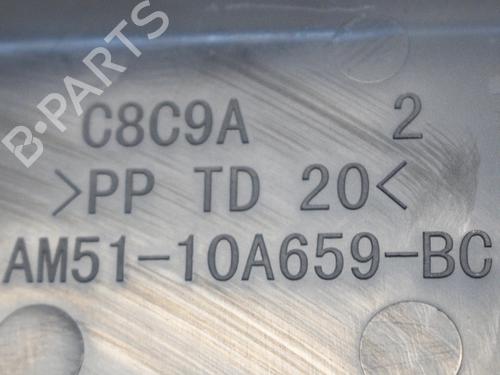 B-PARTS
C8C9A 2
>PP TD 20<
AM51-10A659-BC